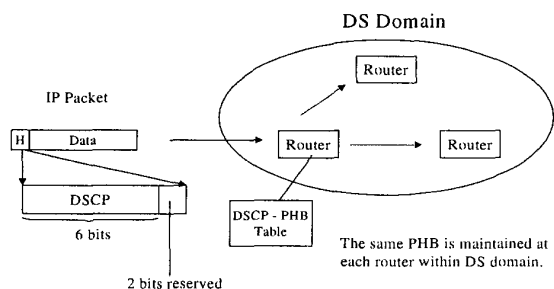 DS Domain
Router
IP Packet
H
Data
Router
Router
DSCP
DSCP - PHB
Table
6 bits
The same PHB is maintained at
each router within DS domain.
2 bits reserved